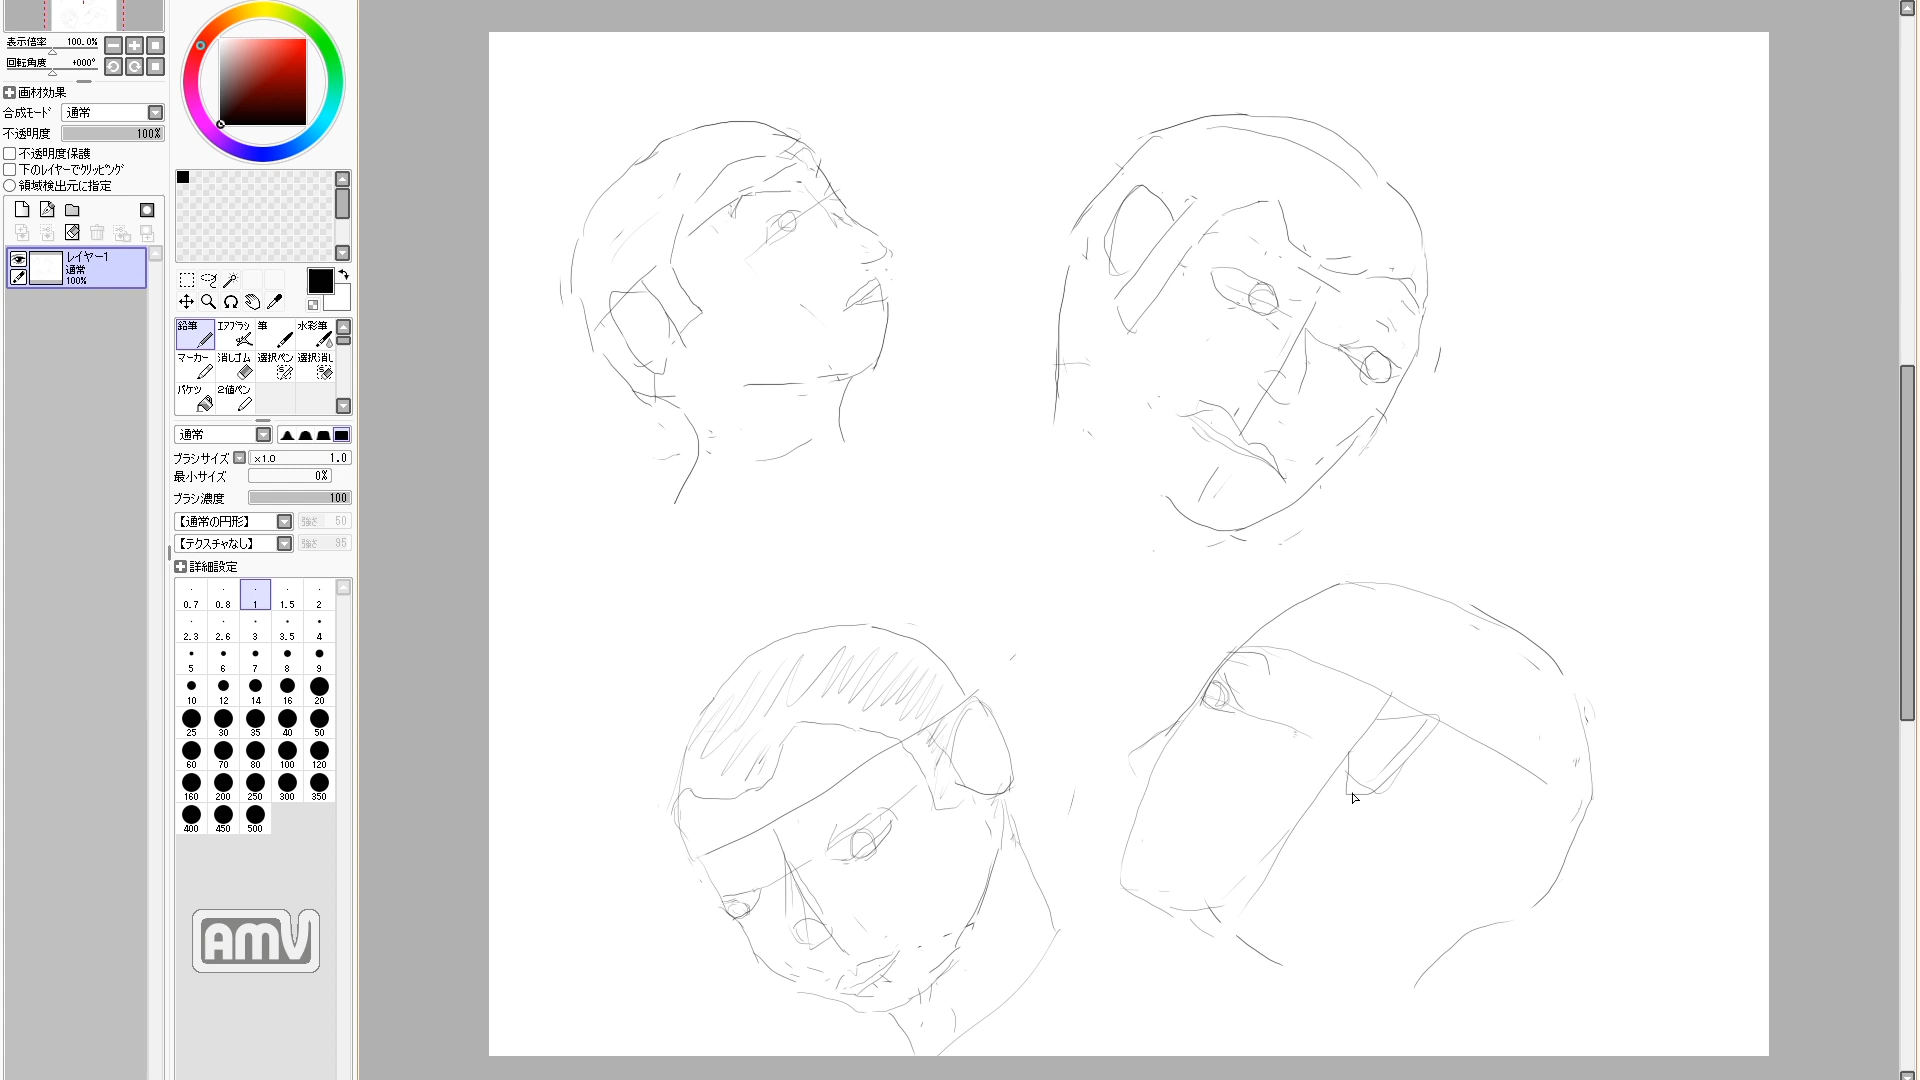 表示倍率 100.0%
回転角度 +000°
画材効果
合成モード 通常
不透明度 100%
不透明度保護
下のレイヤーでクリッピング
領域検出元に指定
レイヤー1
通常
100%
鉛筆 エアブラシ 筆 水彩筆
マーカー 消しゴム 選択ペン 選択消し
バケツ 2値ペン
通常
ブラシサイズ x1.0 1.0
最小サイズ 0%
ブラシ濃度 100
【通常の円形】 強さ 50
【テクスチャなし】 強さ 95
詳細設定
0.7 0.8 1 1.5 2
2.3 2.6 3 3.5 4
5 6 7 8 9
10 12 14 16 20
25 30 35 40 50
60 70 80 100 120
160 200 250 300 350
400 450 500
AMV